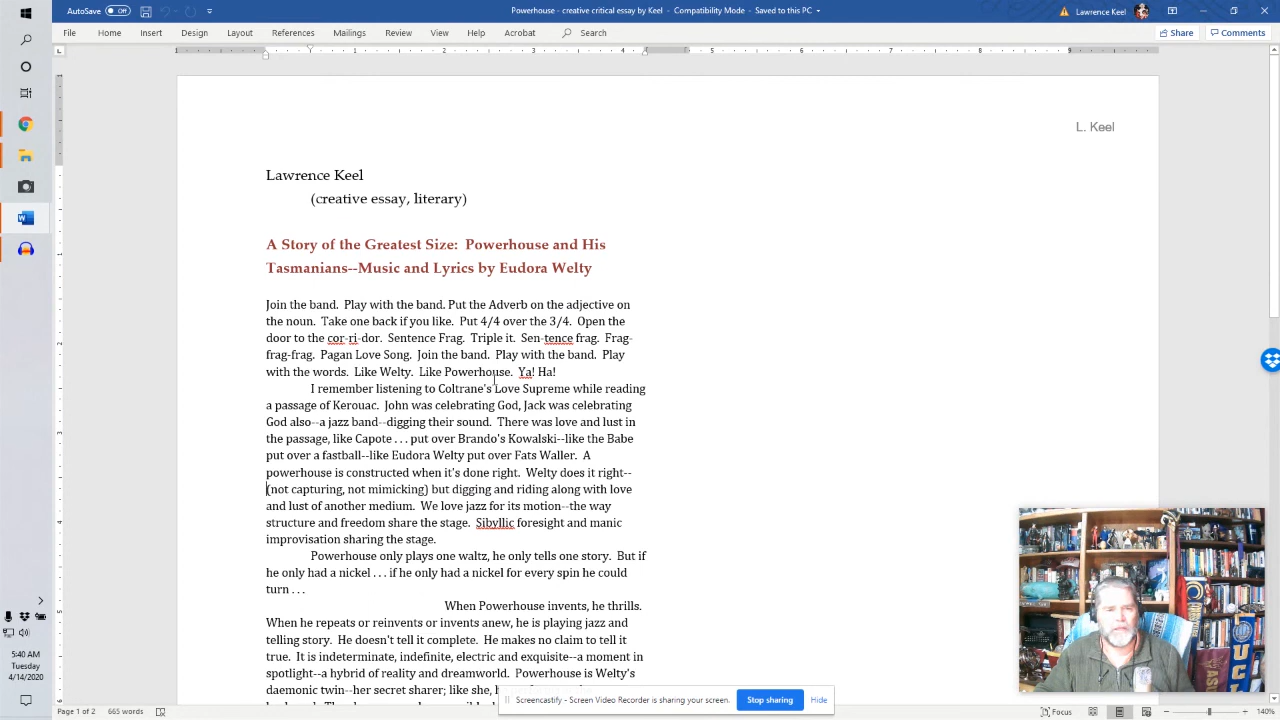 AutoSave Off
Powerhouse - creative critical essay by Keel - Compatibility Mode - Saved to this PC
Lawrence Keel
File Home Insert Design Layout References Mailings Review View Help Acrobat Search
Share Comments
1 1 2 3 4 5 6 7 8 9
L. Keel
Lawrence Keel
(creative essay, literary)
A Story of the Greatest Size: Powerhouse and His
Tasmanians--Music and Lyrics by Eudora Welty
Join the band. Play with the band. Put the Adverb on the adjective on
the noun. Take one back if you like. Put 4/4 over the 3/4. Open the
door to the cor-ri-dor. Sentence Frag. Triple it. Sen-tence frag. Frag-
frag-frag. Pagan Love Song. Join the band. Play with the band. Play
with the words. Like Welty. Like Powerhouse. Ya! Ha!
I remember listening to Coltrane's Love Supreme while reading
a passage of Kerouac. John was celebrating God, Jack was celebrating
God also--a jazz band--digging their sound. There was love and lust in
the passage, like Capote . . . put over Brando's Kowalski--like the Babe
put over a fastball--like Eudora Welty put over Fats Waller. A
powerhouse is constructed when it's done right. Welty does it right--
(not capturing, not mimicking) but digging and riding along with love
and lust of another medium. We love jazz for its motion--the way
structure and freedom share the stage. Sibyllic foresight and manic
improvisation sharing the stage.
Powerhouse only plays one waltz, he only tells one story. But if
he only had a nickel . . . if he only had a nickel for every spin he could
turn . . .
When Powerhouse invents, he thrills.
When he repeats or reinvents or invents anew, he is playing jazz and
telling story. He doesn't tell it complete. He makes no claim to tell it
true. It is indeterminate, indefinite, electric and exquisite--a moment in
spotlight--a hybrid of reality and dreamworld. Powerhouse is Welty's
daemonic twin--her secret sharer; like she,
Screencastify - Screen Video Recorder is sharing your screen. Stop sharing Hide
5:40 AM
Tuesday
4/14/2020
Page 1 of 2 665 words
Focus
140%
UC